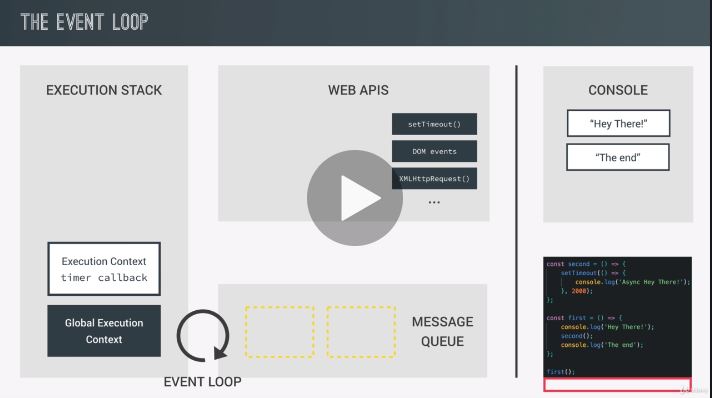 THE EVENT LOOP
EXECUTION STACK
Execution Context
timer callback
Global Execution
Context
EVENT LOOP
WEB APIS
setTimeout()
DOM events
XMLHttpRequest()
...
MESSAGE
QUEUE
CONSOLE
“Hey There!”
“The end”
const second = () => {
setTimeout(() => {
console.log('Async Hey There!');
}, 2000);
};
const first = () => {
console.log('Hey There!');
second();
console.log('The end');
};
first();